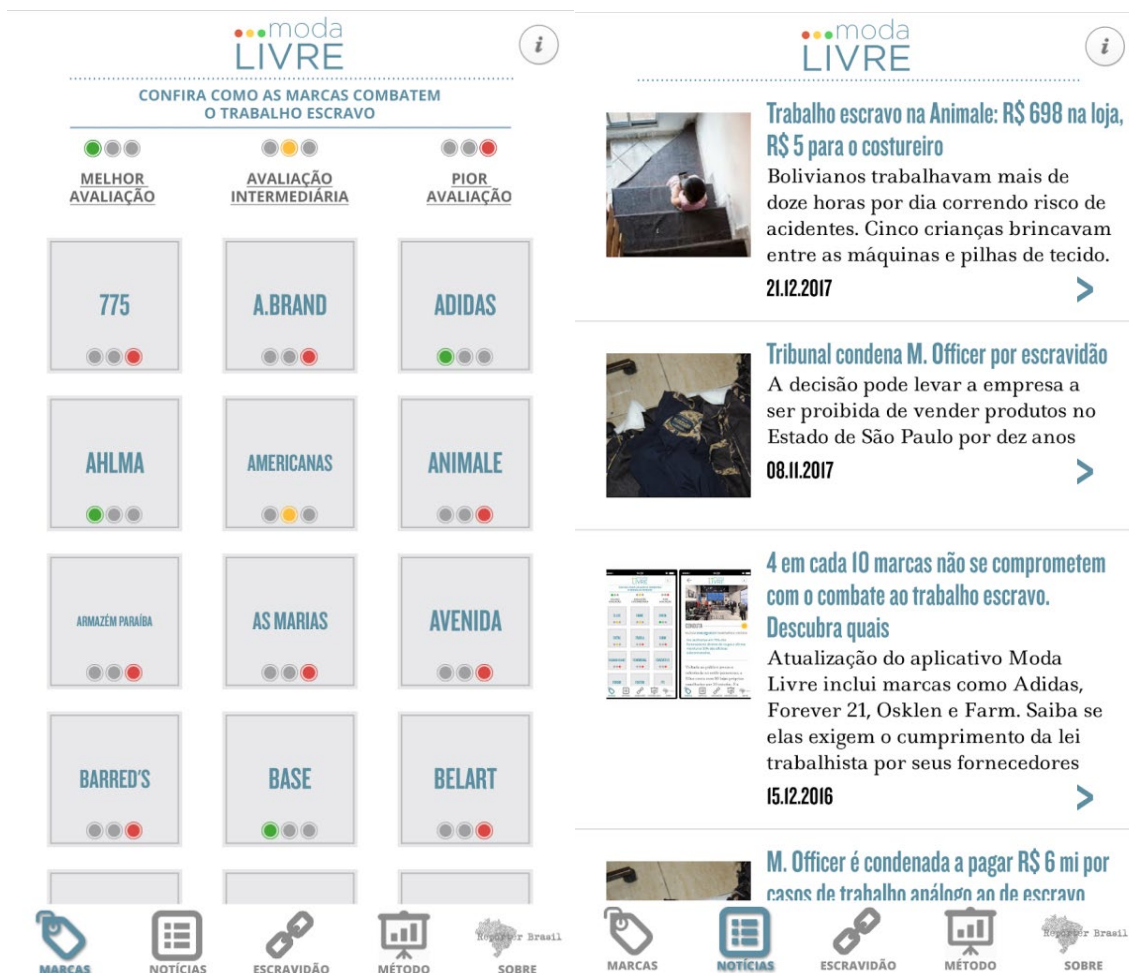 moda
LIVRE
i
CONFIRA COMO AS MARCAS COMBATEM
O TRABALHO ESCRAVO
MELHOR
AVALIAÇÃO
AVALIAÇÃO
INTERMEDIÁRIA
PIOR
AVALIAÇÃO
775
A.BRAND
ADIDAS
AHLMA
AMERICANAS
ANIMALE
ARMAZÉM PARAÍBA
AS MARIAS
AVENIDA
BARRED'S
BASE
BELART
MARCAS
NOTÍCIAS
ESCRAVIDÃO
MÉTODO
Repórter Brasil
SOBRE
moda
LIVRE
i
Trabalho escravo na Animale: R$ 698 na loja,
R$ 5 para o costureiro
Bolivianos trabalhavam mais de
doze horas por dia correndo risco de
acidentes. Cinco crianças brincavam
entre as máquinas e pilhas de tecido.
21.12.2017
Tribunal condena M. Officer por escravidão
A decisão pode levar a empresa a
ser proibida de vender produtos no
Estado de São Paulo por dez anos
08.11.2017
4 em cada 10 marcas não se comprometem
com o combate ao trabalho escravo.
Descubra quais
Atualização do aplicativo Moda
Livre inclui marcas como Adidas,
Forever 21, Osklen e Farm. Saiba se
elas exigem o cumprimento da lei
trabalhista por seus fornecedores
15.12.2016
M. Officer é condenada a pagar R$ 6 mi por
casos de trabalho análogo ao de escravo
MARCAS
NOTÍCIAS
ESCRAVIDÃO
MÉTODO
Repórter Brasil
SOBRE